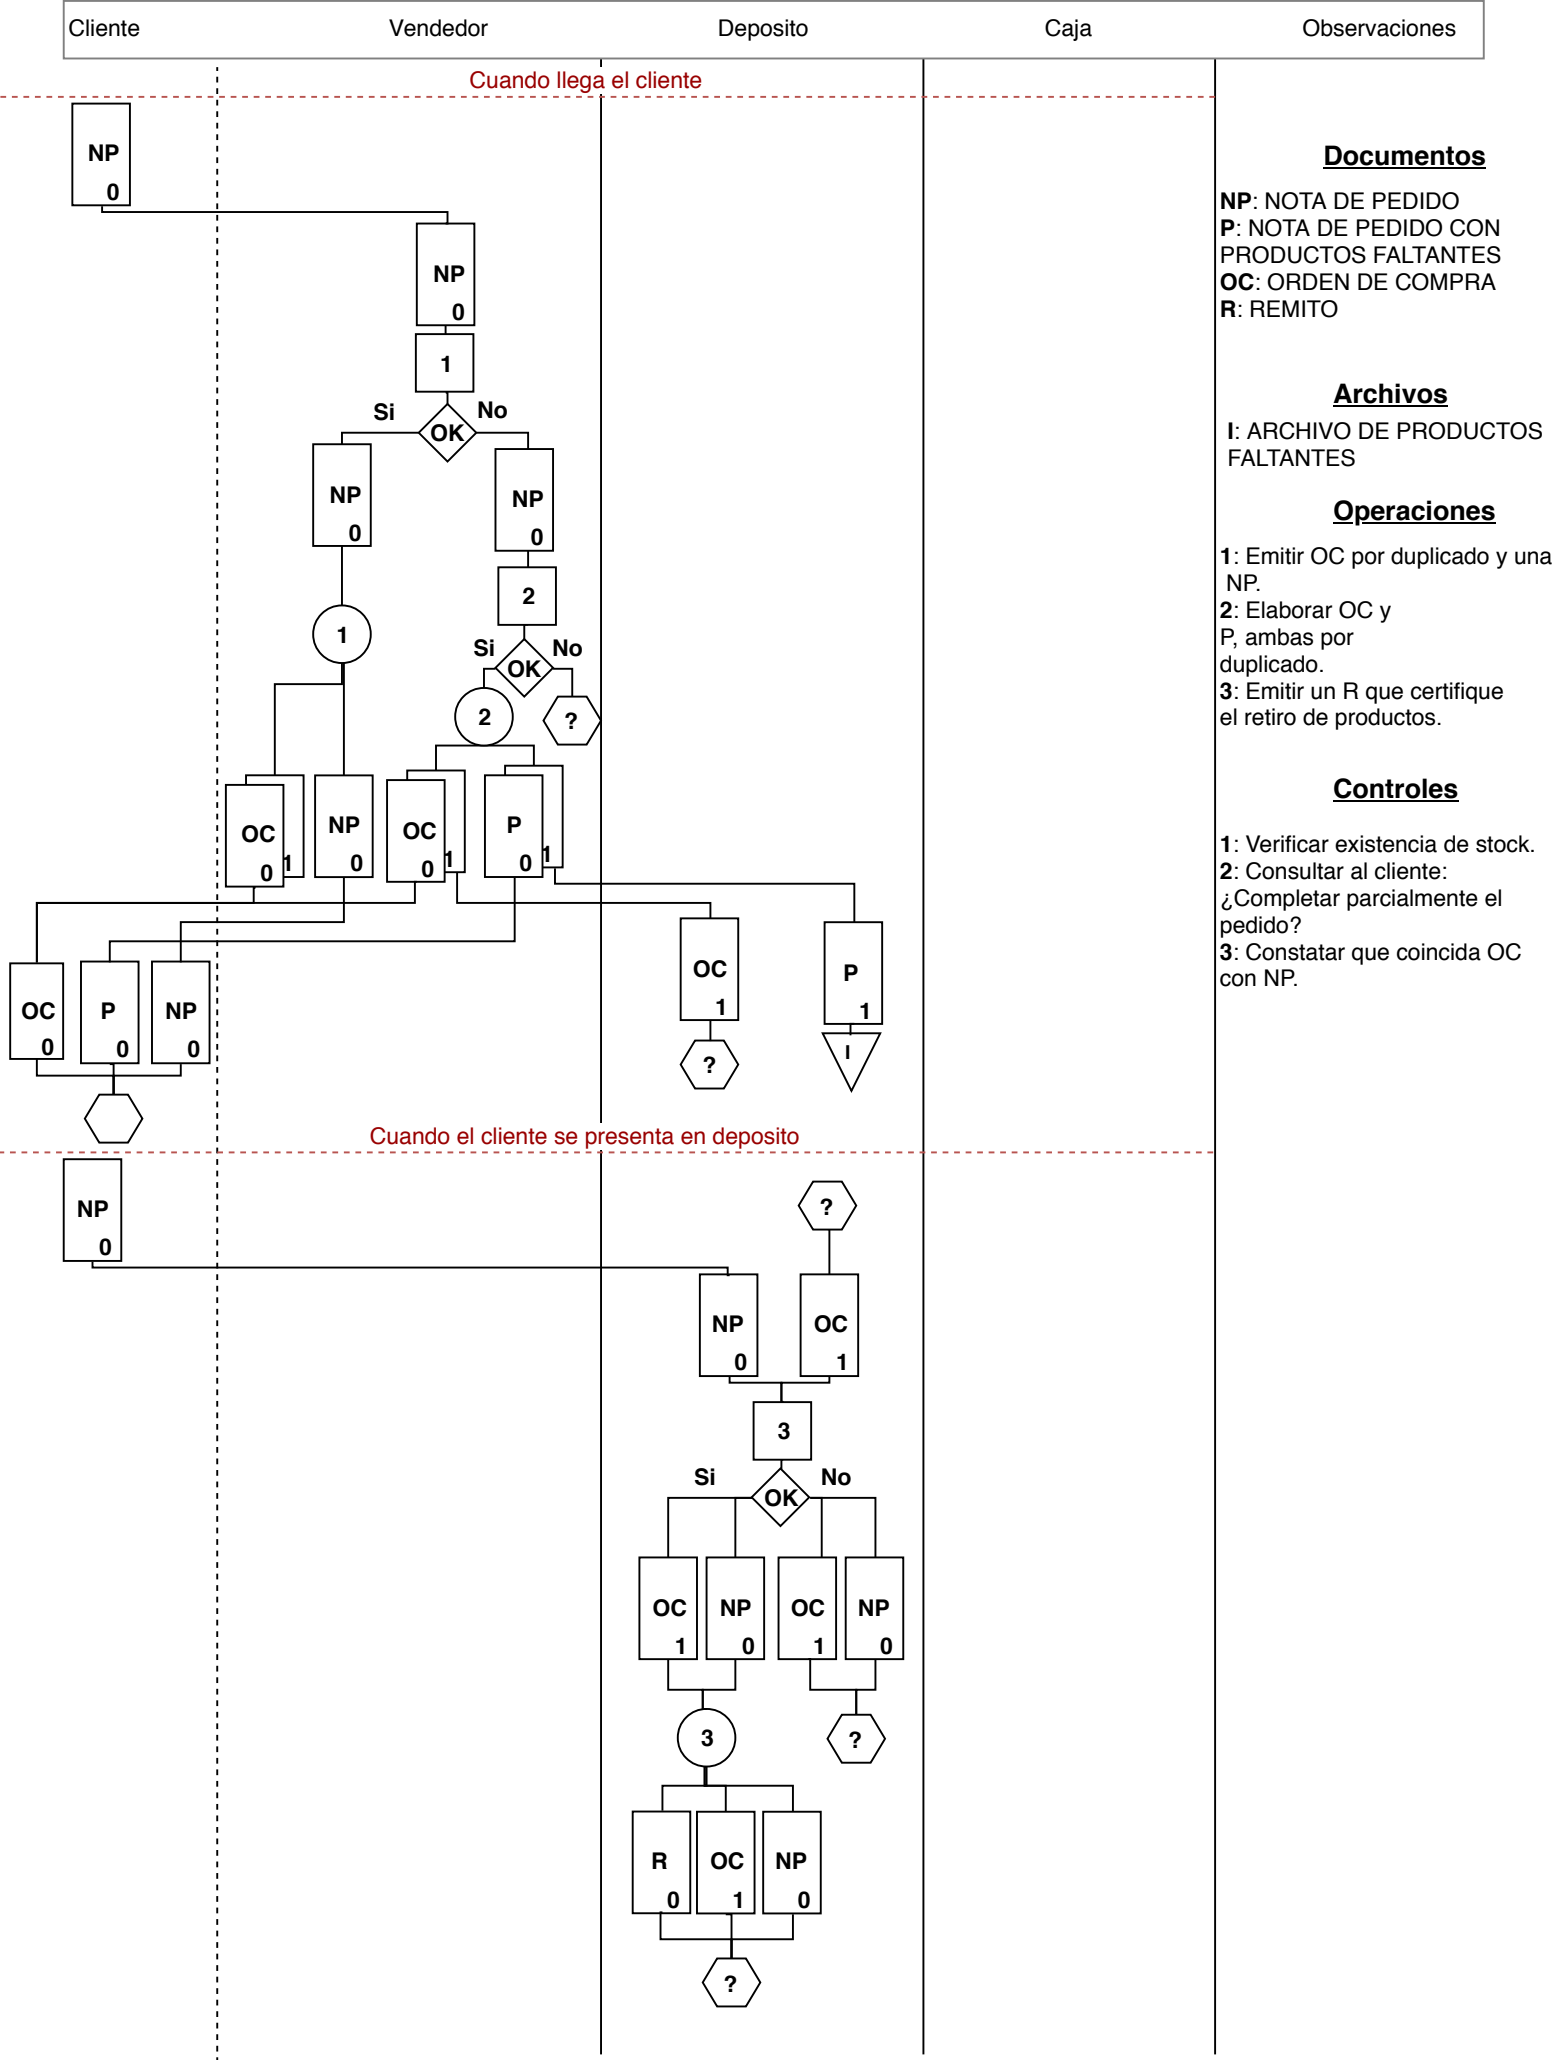 Cliente Vendedor Deposito Caja Observaciones
Cuando llega el cliente
NP
0
NP
0
1
Si No
OK
NP
0
NP
0
2
1
Si No
OK
2 ?
OC
0 1
NP
0
OC
0 1
P
0 1
OC
0
P
0
NP
0
OC
1
?
P
1
I
Cuando el cliente se presenta en deposito
NP
0
?
NP
0
OC
1
3
Si No
OK
OC
1
NP
0
OC
1
NP
0
3
?
R
0
OC
1
NP
0
?
Documentos
NP: NOTA DE PEDIDO
P: NOTA DE PEDIDO CON
PRODUCTOS FALTANTES
OC: ORDEN DE COMPRA
R: REMITO
Archivos
I: ARCHIVO DE PRODUCTOS
FALTANTES
Operaciones
1: Emitir OC por duplicado y una
NP.
2: Elaborar OC y
P, ambas por
duplicado.
3: Emitir un R que certifique
el retiro de productos.
Controles
1: Verificar existencia de stock.
2: Consultar al cliente:
¿Completar parcialmente el
pedido?
3: Constatar que coincida OC
con NP.